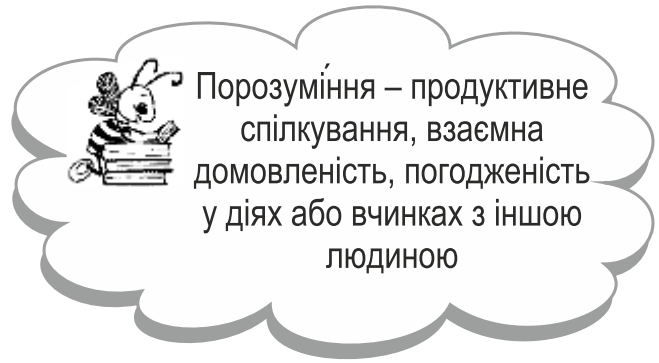 Порозумі́ння – продуктивне
спілкування, взаємна
домовленість, погодженість
у діях або вчинках з іншою
людиною